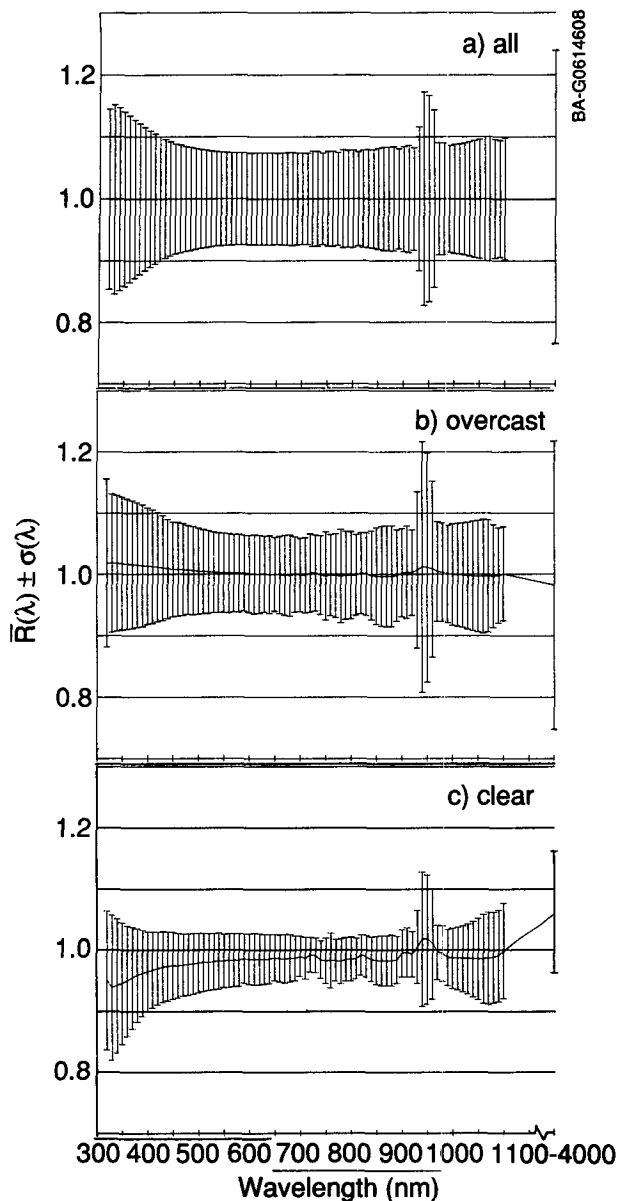 BA-G0614608
a) all
1.2
1.0
0.8
b) overcast
1.2
1.0
0.8
R̅(λ) ± σ(λ)
c) clear
1.2
1.0
0.8
300 400 500 600 700 800 900 1000 1100-4000
Wavelength (nm)